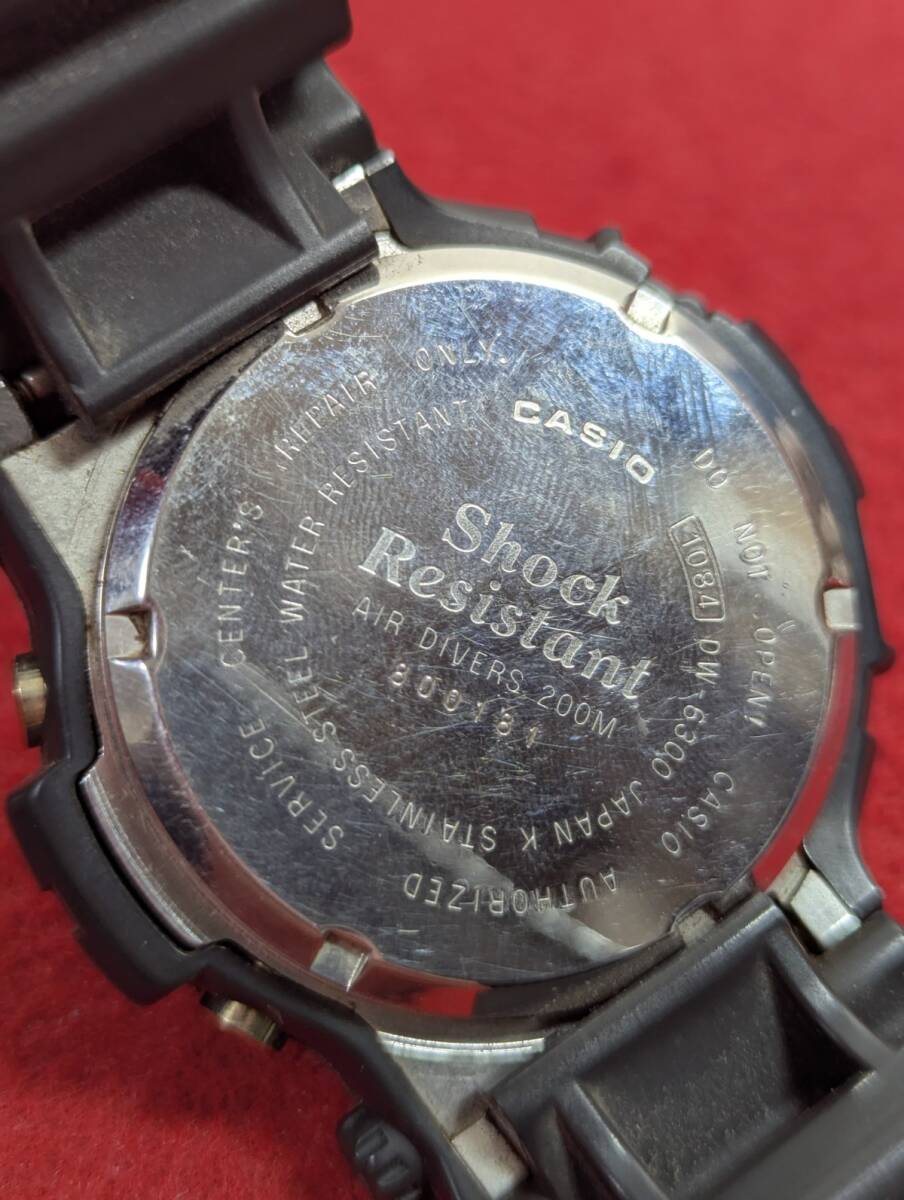 CASIO
Shock
Resistant
AIR DIVERS 200M
800181
1084 DW-6300 JAPAN K STAINLESS STEEL WATER RESISTANT
DO NOT OPEN! CASIO AUTHORIZED SERVICE CENTER'S REPAIR ONLY.